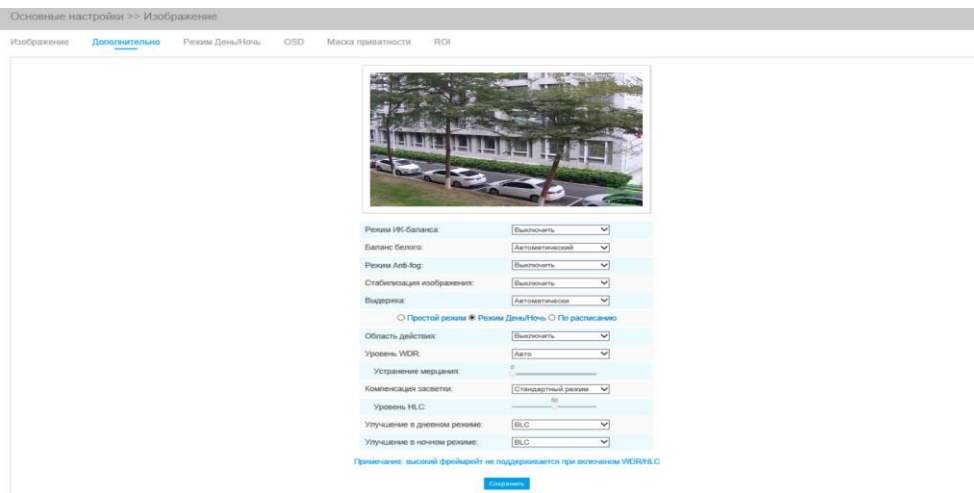 Основные настройки >> Изображение
Изображение Дополнительно Режим День/Ночь OSD Маска приватности ROI
Режим ИК-баланса: Выключить
Баланс белого: Автоматический
Режим Anti-fog: Выключить
Стабилизация изображения: Выключить
Выдержка: Автоматически
Простой режим Режим День/Ночь По расписанию
Область действия: Выключить
Уровень WDR: Авто
0
Устранение мерцания:
Компенсация засветки: Стандартный режим
50
Уровень HLC:
Улучшение в дневном режиме: BLC
Улучшение в ночном режиме: BLC
Примечание: высокий фреймрейт не поддерживается при включеном WDR/HLC
Сохранить